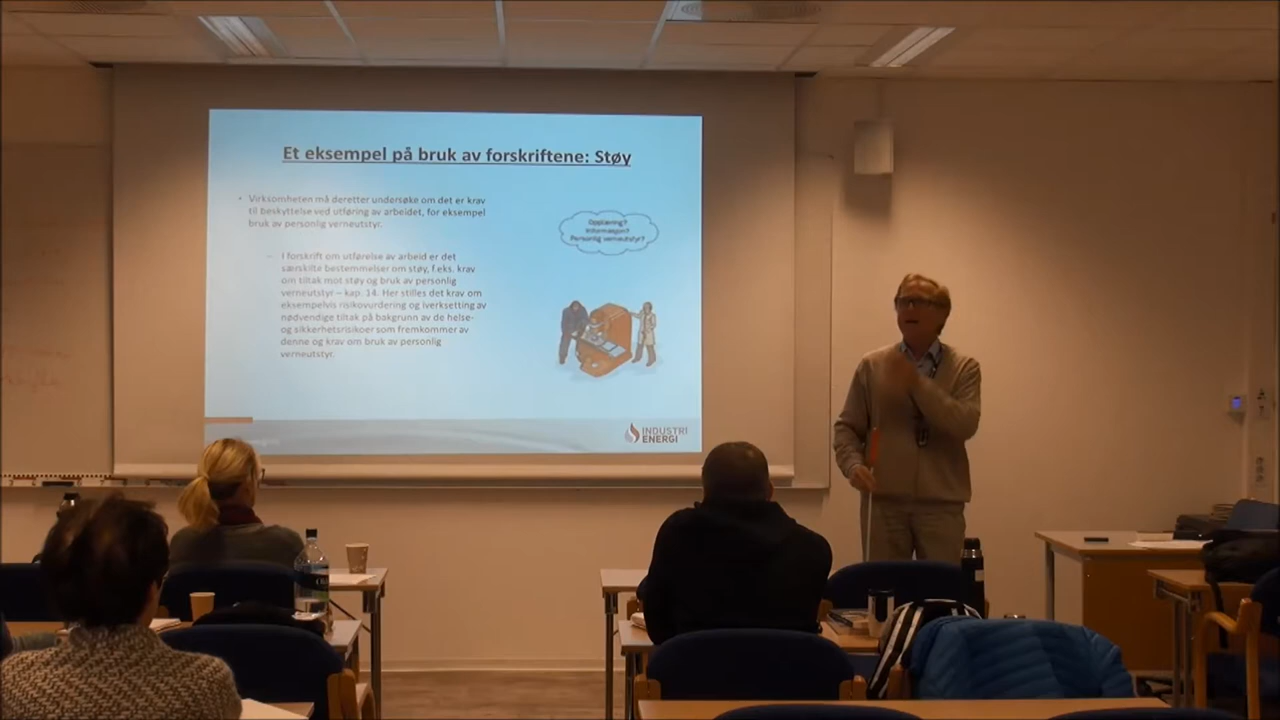 Et eksempel på bruk av forskriftene: Støy
• Virksomheten må deretter undersøke om det er krav
til beskyttelse ved utføring av arbeidet, for eksempel
bruk av personlig verneutstyr.
– I forskrift om utførelse av arbeid er det
særskilte bestemmelser om støy, f.eks. krav
om tiltak mot støy og bruk av personlig
verneutstyr – kap. 14. Her stilles det krav om
eksempelvis risikovurdering og iverksetting av
nødvendige tiltak på bakgrunn av de helse-
og sikkerhetsrisikoer som fremkommer av
denne og krav om bruk av personlig
verneutstyr.
Opplæring?
Informasjon?
Personlig verneutstyr?
INDUSTRI
ENERGI